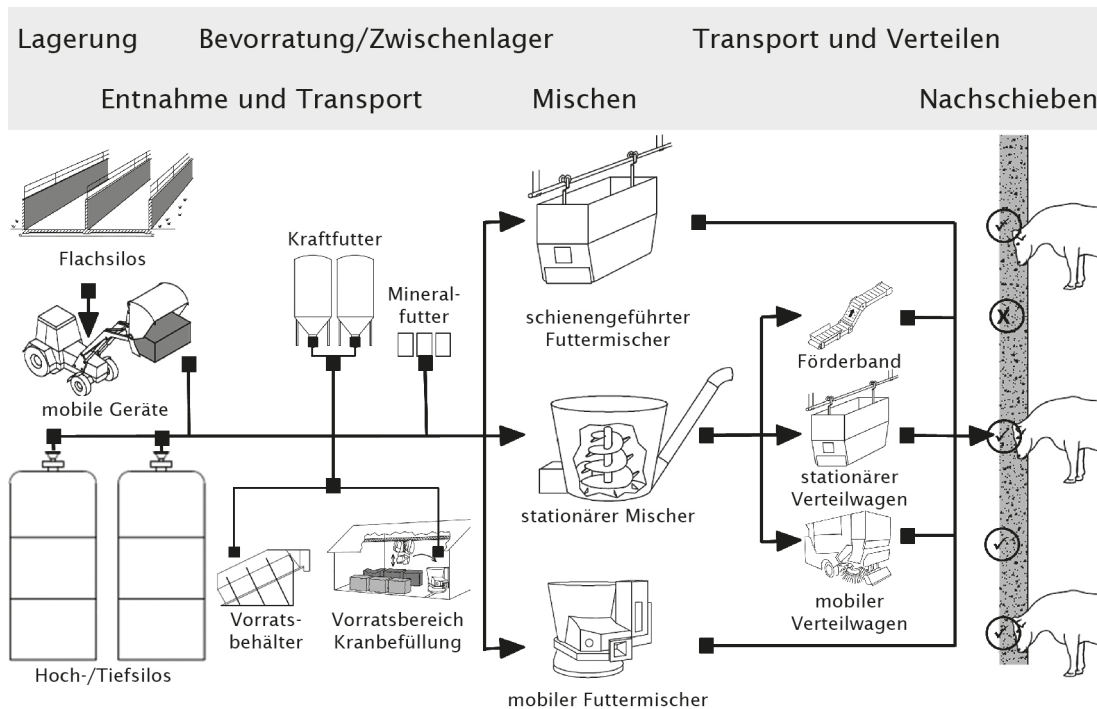 Lagerung
Bevorratung/Zwischenlager
Transport und Verteilen
Entnahme und Transport
Mischen
Nachschieben
Flachsilos
mobile Geräte
Hoch-/Tiefsilos
Kraftfutter
Mineral-
futter
Vorrats-
behälter
Vorratsbereich
Kranbefüllung
schienengeführter
Futtermischer
stationärer Mischer
mobiler Futtermischer
Förderband
stationärer
Verteilwagen
mobiler
Verteilwagen
X